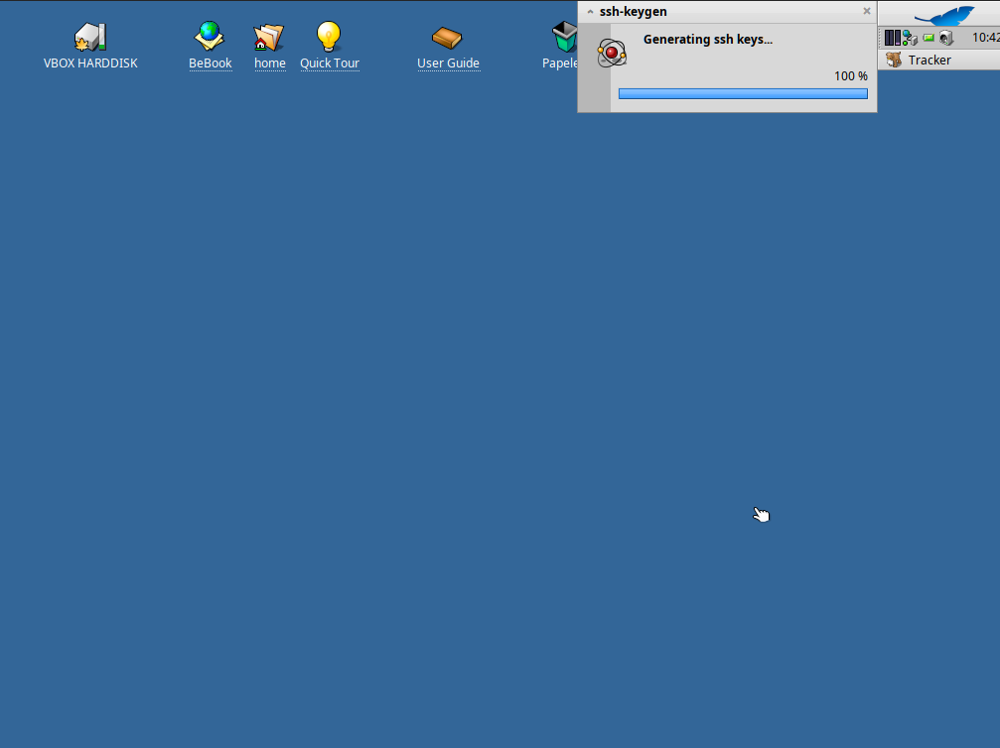 ssh-keygen
Generating ssh keys...
100 %
10:42
Tracker
VBOX HARDDISK
BeBook
home
Quick Tour
User Guide
Papele